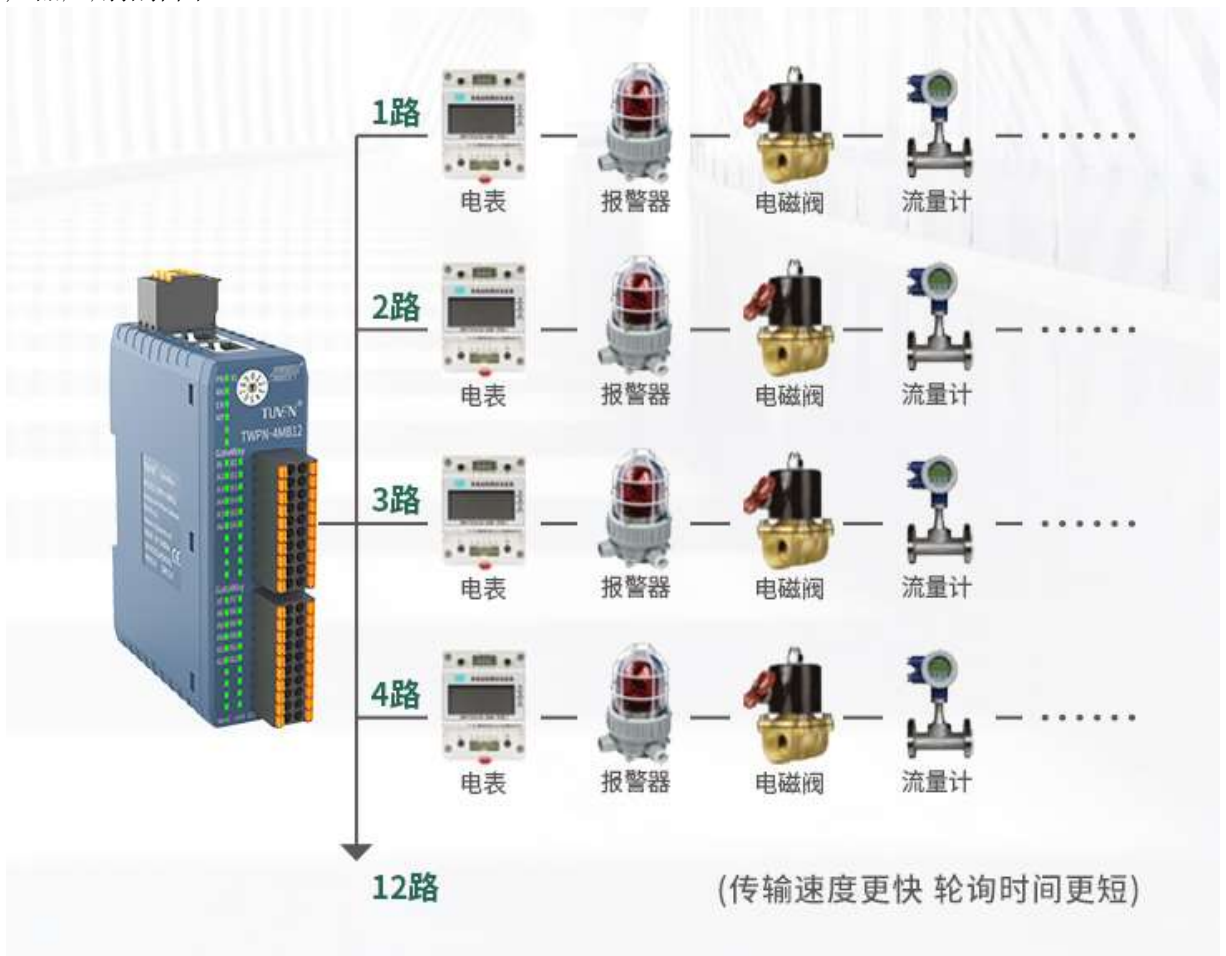 1路
电表
报警器
电磁阀
流量计
2路
电表
报警器
电磁阀
流量计
TUVEN®
TWPN-4MB12
3路
电表
报警器
电磁阀
流量计
4路
电表
报警器
电磁阀
流量计
12路
(传输速度更快 轮询时间更短)